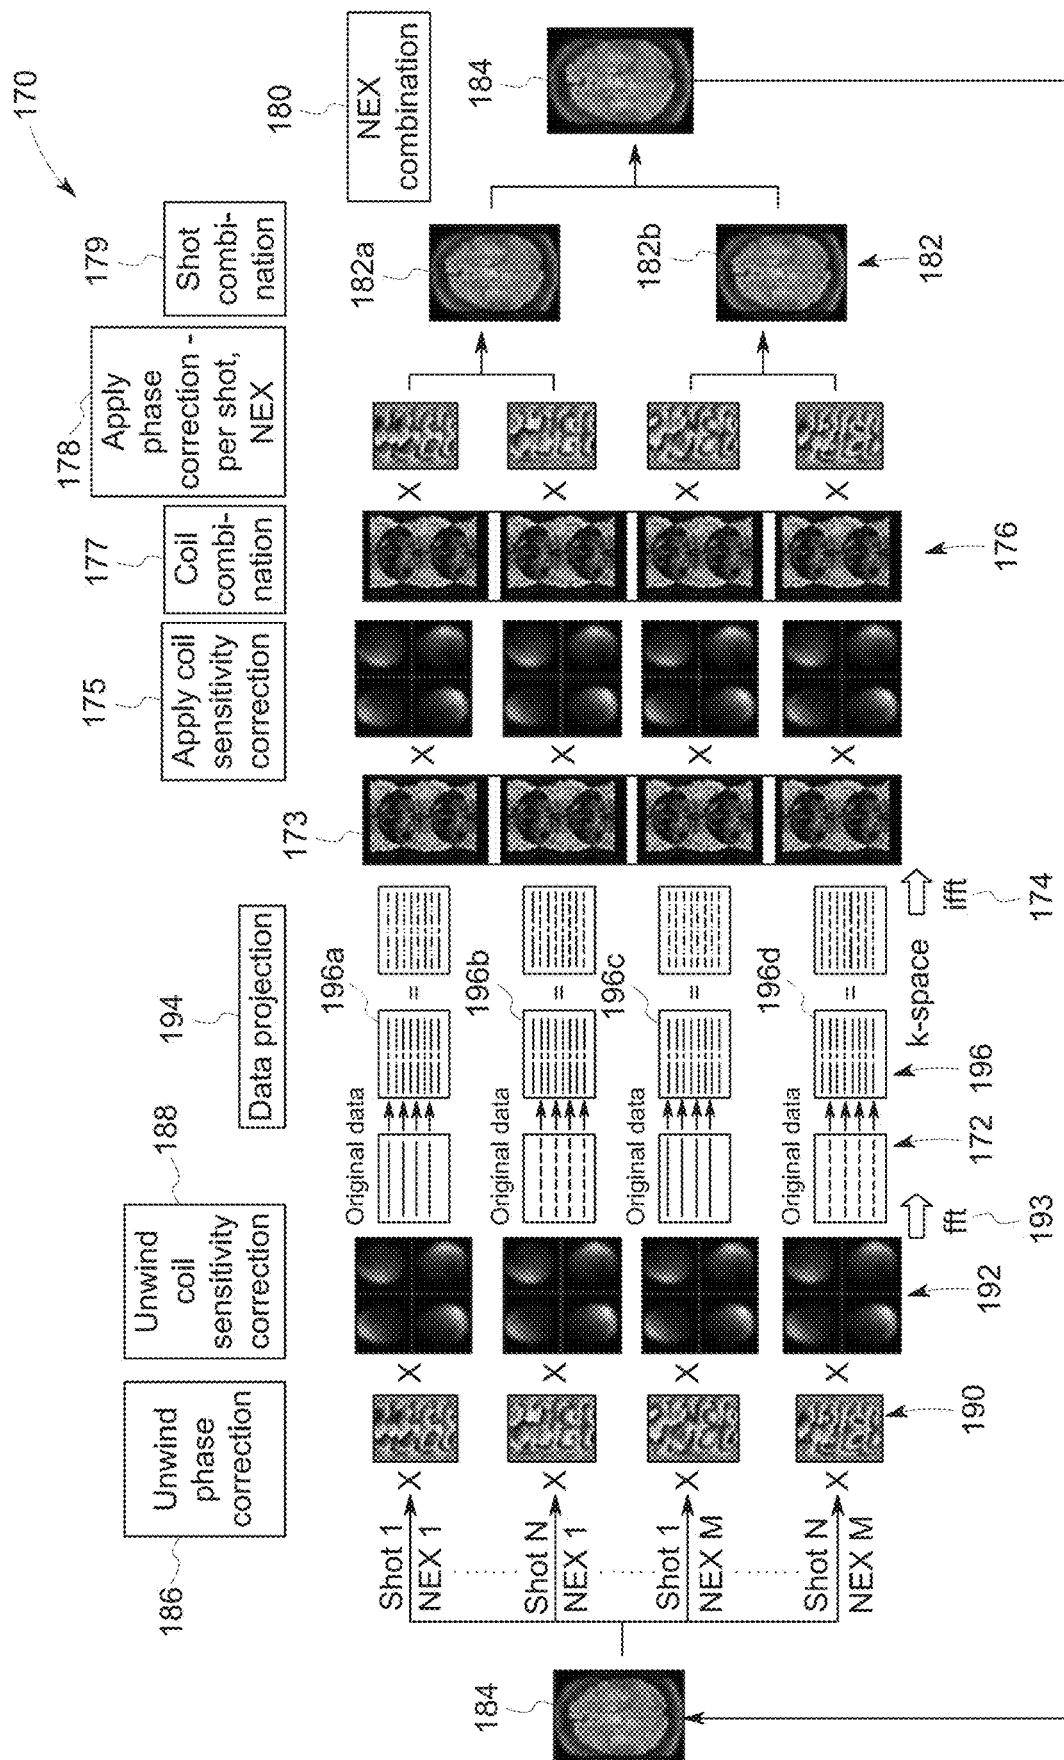 170
186
Unwind
phase
correction
188
Unwind
coil
sensitivity
correction
194
Data projection
175
Apply coil
sensitivity
correction
177
Coil
combi-
nation
178
Apply
phase
correction -
per shot,
NEX
179
Shot
combi-
nation
180
NEX
combination
184
Shot 1
NEX 1
X
X
Original data
196a
=
173
X
X
182a
Shot N
NEX 1
X
X
Original data
196b
=
X
X
184
Shot 1
NEX M
X
X
Original data
196c
=
X
X
182b
Shot N
NEX M
X
X
Original data
196d
=
X
X
190
192
fft
193
172
196
k-space
ifft
174
176
182